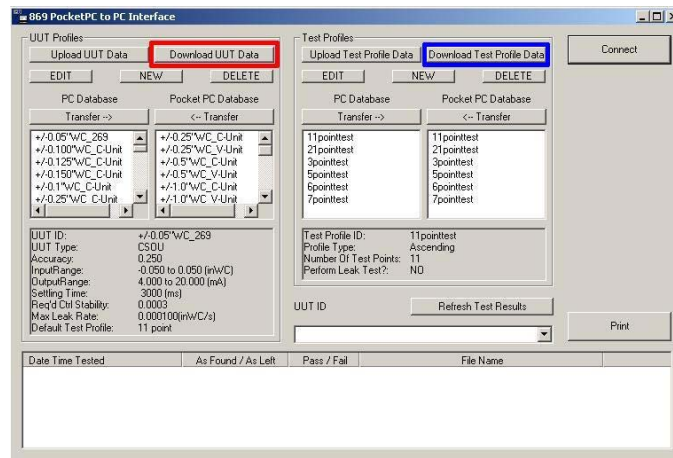 869 PocketPC to PC Interface
UUT Profiles
Upload UUT Data
Download UUT Data
EDIT
NEW
DELETE
PC Database
Pocket PC Database
Transfer -->
<-- Transfer
+/-0.05"WC_269
+/-0.100"WC_C-Unit
+/-0.125"WC_C-Unit
+/-0.150"WC_C-Unit
+/-0.1"WC_C-Unit
+/-0.25"WC_C-Unit
+/-0.25"WC_C-Unit
+/-0.25"WC_V-Unit
+/-0.5"WC_C-Unit
+/-0.5"WC_V-Unit
+/-1.0"WC_C-Unit
+/-1.0"WC_V-Unit
UUT ID: +/-0.05"WC_269
UUT Type: CSOU
Accuracy: 0.250
InputRange: -0.050 to 0.050 (inWC)
OutputRange: 4.000 to 20.000 (mA)
Settling Time: 3000 (ms)
Req'd Ctrl Stability: 0.0003
Max Leak Rate: 0.000100(inWC/s)
Default Test Profile: 11 point
Test Profiles
Upload Test Profile Data
Download Test Profile Data
EDIT
NEW
DELETE
PC Database
Pocket PC Database
Transfer -->
<-- Transfer
11pointtest
21pointtest
3pointtest
5pointtest
6pointtest
7pointtest
11pointtest
21pointtest
3pointtest
5pointtest
6pointtest
7pointtest
Test Profile ID: 11pointtest
Profile Type: Ascending
Number Of Test Points: 11
Perform Leak Test?: NO
UUT ID
Refresh Test Results
Connect
Print
Date Time Tested
As Found / As Left
Pass / Fail
File Name